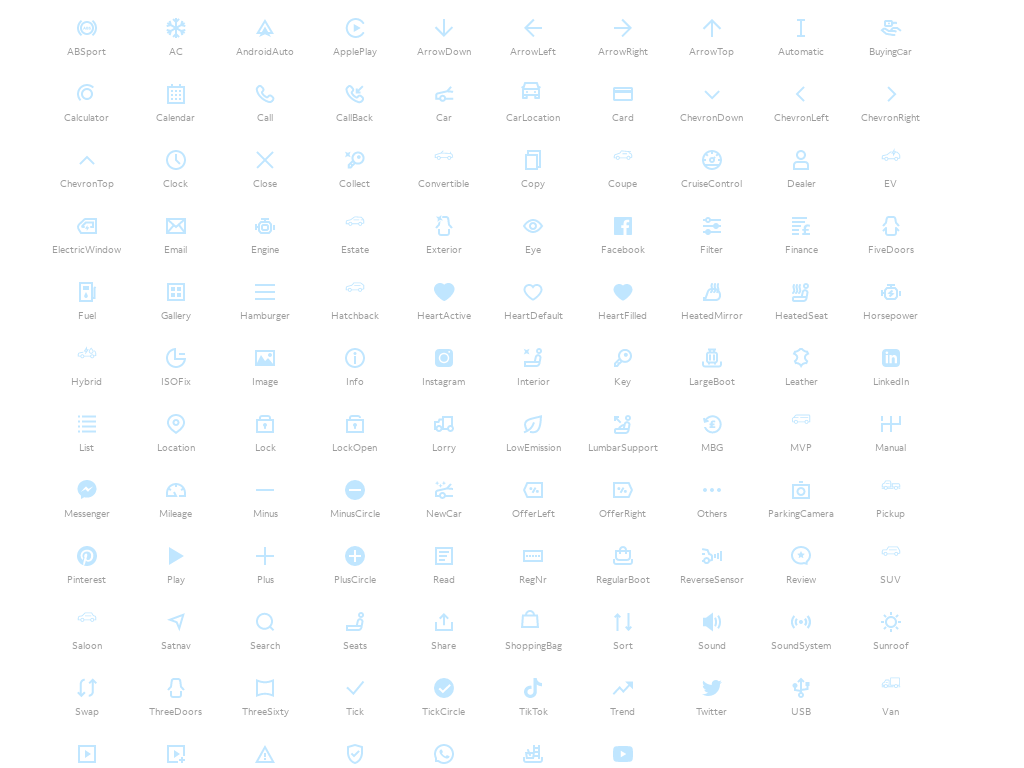 ABSport AC AndroidAuto ApplePlay ArrowDown ArrowLeft ArrowRight ArrowTop Automatic BuyingCar
Calculator Calendar Call CallBack Car CarLocation Card ChevronDown ChevronLeft ChevronRight
ChevronTop Clock Close Collect Convertible Copy Coupe CruiseControl Dealer EV
ElectricWindow Email Engine Estate Exterior Eye Facebook Filter Finance FiveDoors
Fuel Gallery Hamburger Hatchback HeartActive HeartDefault HeartFilled HeatedMirror HeatedSeat Horsepower
Hybrid ISOFix Image Info Instagram Interior Key LargeBoot Leather LinkedIn
List Location Lock LockOpen Lorry LowEmission LumbarSupport MBG MVP Manual
Messenger Mileage Minus MinusCircle NewCar OfferLeft OfferRight Others ParkingCamera Pickup
Pinterest Play Plus PlusCircle Read RegNr RegularBoot ReverseSensor Review SUV
Saloon Satnav Search Seats Share ShoppingBag Sort Sound SoundSystem Sunroof
Swap ThreeDoors ThreeSixty Tick TickCircle TikTok Trend Twitter USB Van